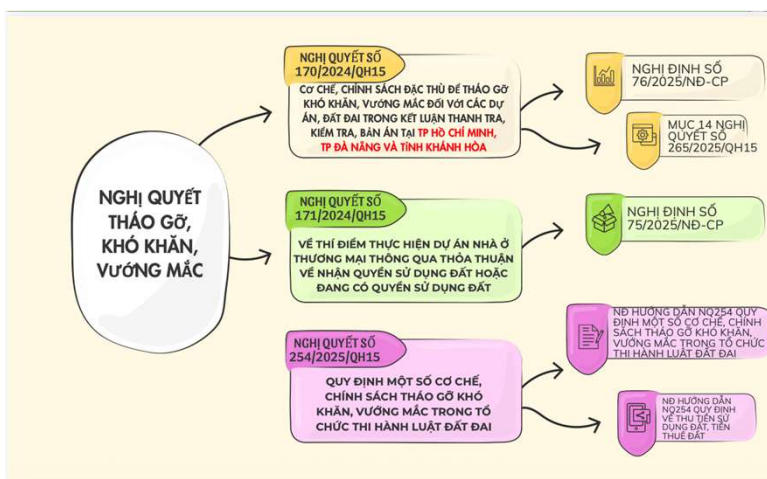 NGHỊ QUYẾT
THÁO GỠ,
KHÓ KHĂN,
VƯỚNG MẮC
NGHỊ QUYẾT SỐ
170/2024/QH15
CƠ CHẾ, CHÍNH SÁCH ĐẶC THÙ ĐỂ THÁO GỠ
KHÓ KHĂN, VƯỚNG MẮC ĐỐI VỚI CÁC DỰ
ÁN, ĐẤT ĐAI TRONG KẾT LUẬN THANH TRA,
KIỂM TRA, BẢN ÁN TẠI TP HỒ CHÍ MINH,
TP ĐÀ NẴNG VÀ TỈNH KHÁNH HÒA
NGHỊ ĐỊNH SỐ
76/2025/NĐ-CP
MỤC 14 NGHỊ
QUYẾT SỐ
265/2025/QH15
NGHỊ QUYẾT SỐ
171/2024/QH15
VỀ THÍ ĐIỂM THỰC HIỆN DỰ ÁN NHÀ Ở
THƯƠNG MẠI THÔNG QUA THỎA THUẬN
VỀ NHẬN QUYỀN SỬ DỤNG ĐẤT HOẶC
ĐANG CÓ QUYỀN SỬ DỤNG ĐẤT
NGHỊ ĐỊNH SỐ
75/2025/NĐ-CP
NGHỊ QUYẾT SỐ
254/2025/QH15
QUY ĐỊNH MỘT SỐ CƠ CHẾ,
CHÍNH SÁCH THÁO GỠ KHÓ
KHĂN, VƯỚNG MẮC TRONG TỔ
CHỨC THI HÀNH LUẬT ĐẤT ĐAI
NĐ HƯỚNG DẪN NQ254 QUY
ĐỊNH MỘT SỐ CƠ CHẾ, CHÍNH
SÁCH THÁO GỠ KHÓ KHĂN,
VƯỚNG MẮC TRONG TỔ CHỨC
THI HÀNH LUẬT ĐẤT ĐAI
NĐ HƯỚNG DẪN
NQ254 QUY ĐỊNH
VỀ THU TIỀN SỬ
DỤNG ĐẤT, TIỀN
THUÊ ĐẤT